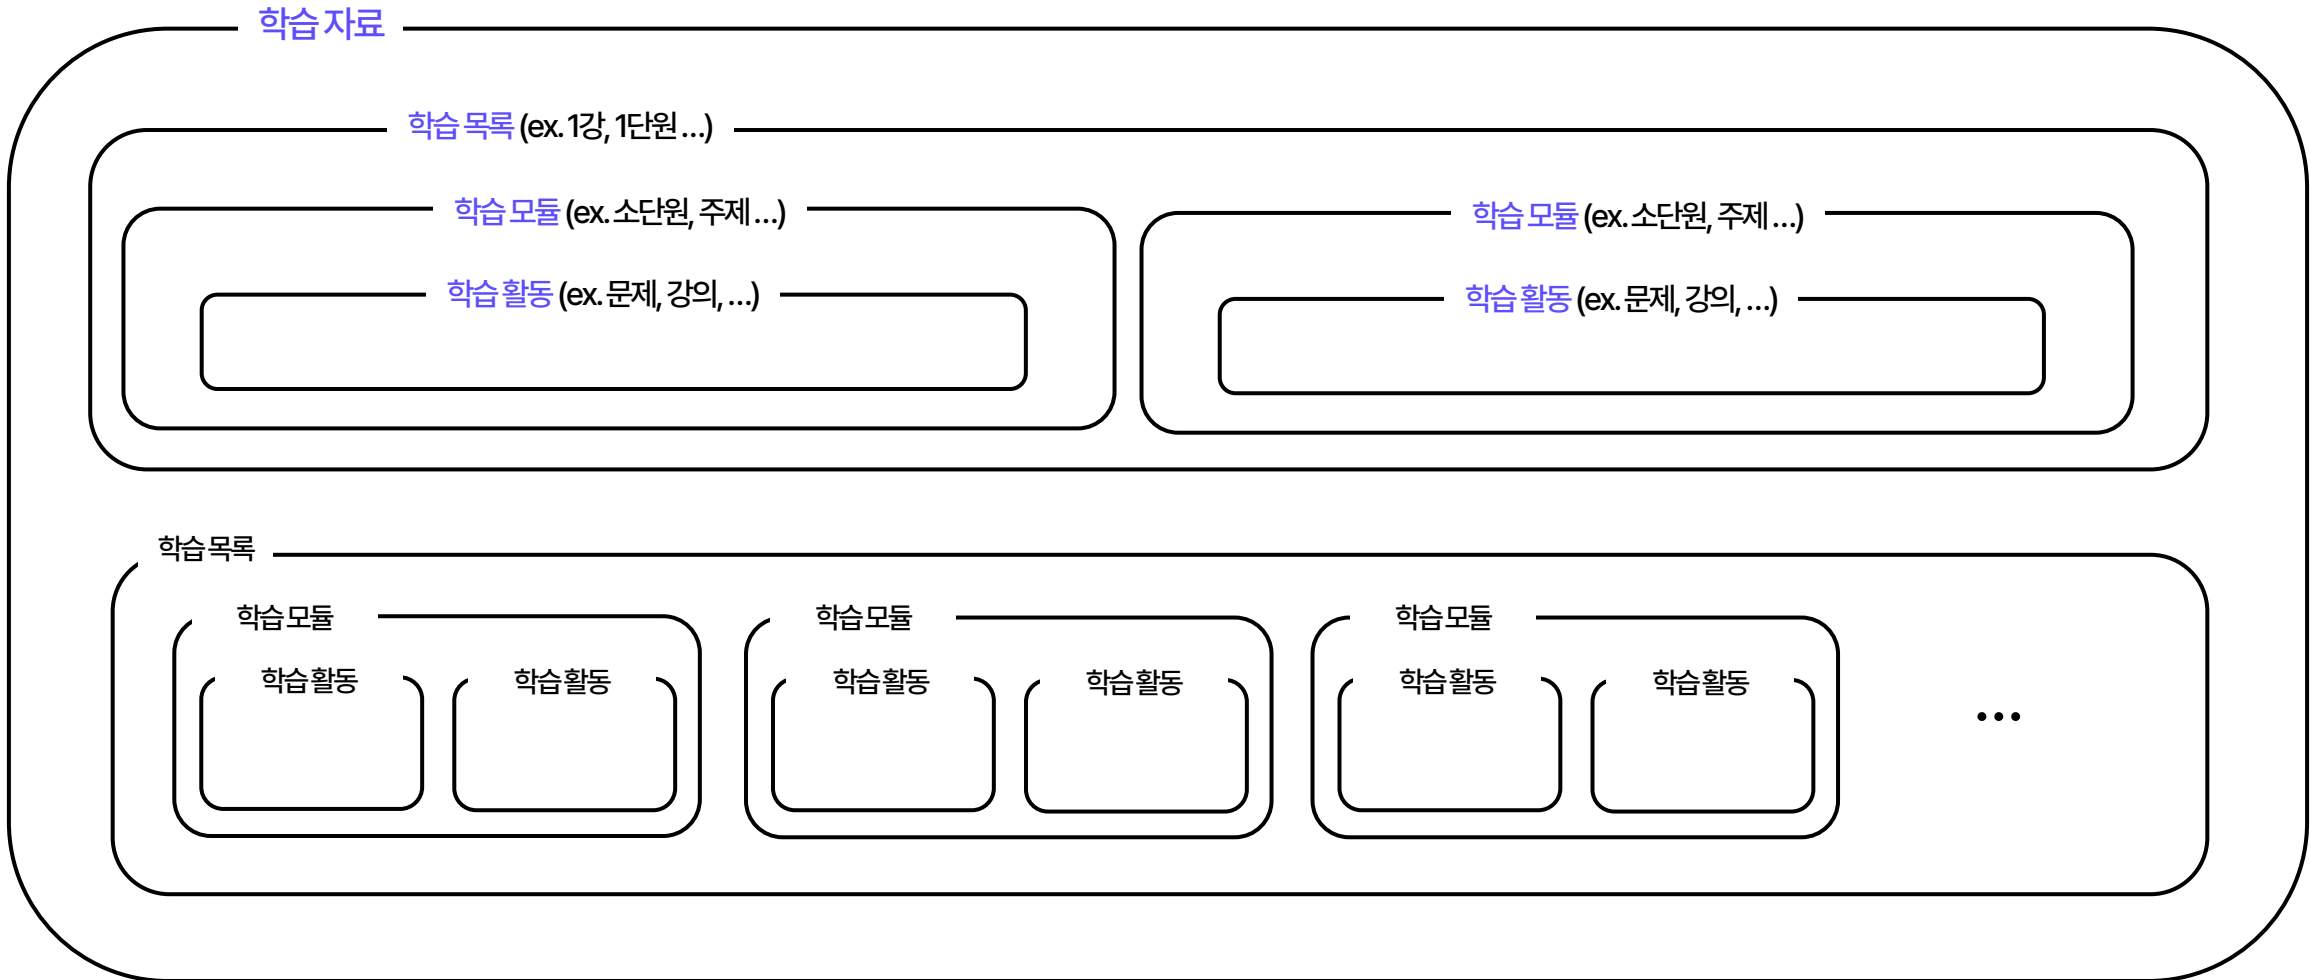 학습 자료
학습 목록 (ex. 1강, 1단원 ...)
학습 모듈 (ex. 소단원, 주제 ...)
학습 모듈 (ex. 소단원, 주제 ...)
학습 활동 (ex. 문제, 강의, ...)
학습 활동 (ex. 문제, 강의, ...)
학습 목록
학습 모듈
학습 모듈
학습 모듈
학습 활동
학습 활동
학습 활동
학습 활동
학습 활동
학습 활동
...